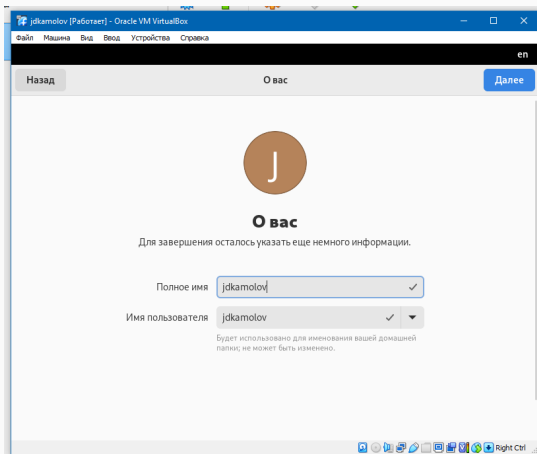 jdkamolov [Работает] - Oracle VM VirtualBox
Файл Машина Вид Ввод Устройства Справка
en
Назад О вас Далее
J
О вас
Для завершения осталось указать еще немного информации.
Полное имя jdkamolov
Имя пользователя jdkamolov
Будет использовано для именования вашей домашней
папки; не может быть изменено.
Right Ctrl